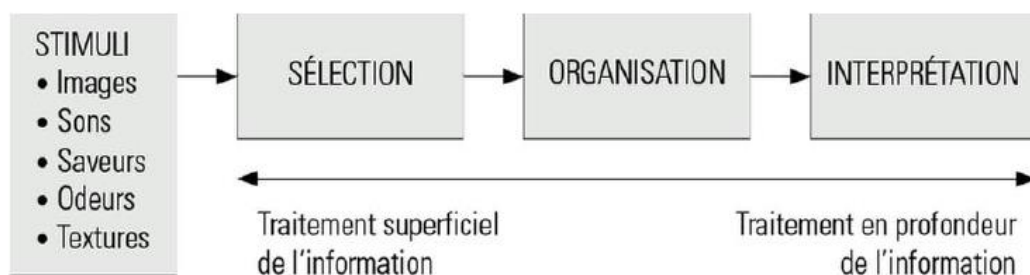 STIMULI
• Images
• Sons
• Saveurs
• Odeurs
• Textures
SÉLECTION
ORGANISATION
INTERPRÉTATION
Traitement superficiel
de l'information
Traitement en profondeur
de l'information